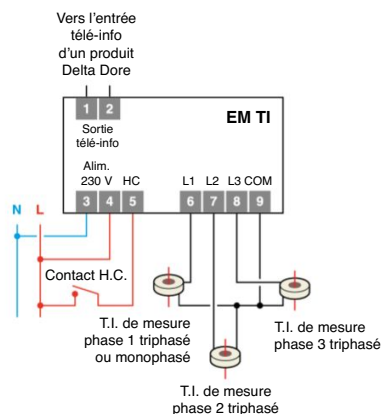 Vers l'entrée
télé-info
d'un produit
Delta Dore
1 2
EM TI
Sortie
télé-info
Alim.
230 V HC
L1 L2 L3 COM
3 4 5
6 7 8 9
N L
Contact H.C.
T.I. de mesure
phase 1 triphasé
ou monophasé
T.I. de mesure
phase 3 triphasé
T.I. de mesure
phase 2 triphasé